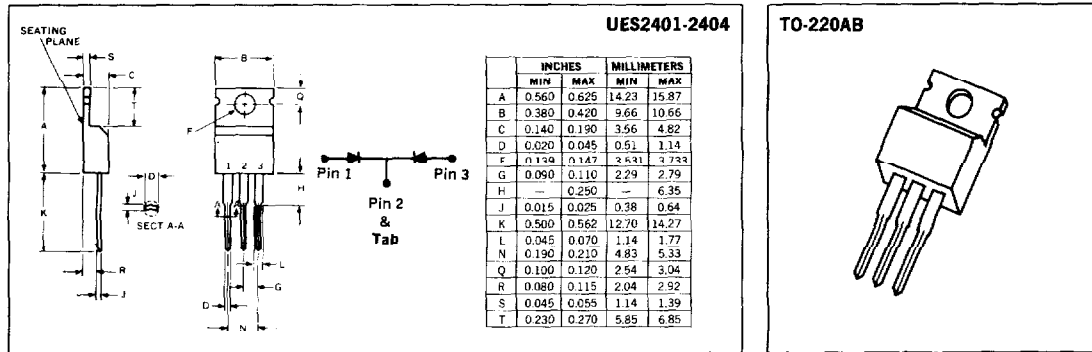 UES2401-2404
SEATING
PLANE
S
C
T
A
K
J
D
SECT A-A
R
J
B
Q
F
1 2 3
H
A A
L
G
D
N
Pin 1
Pin 3
Pin 2
&
Tab
INCHES MILLIMETERS
MIN MAX MIN MAX
A 0.560 0.625 14.23 15.87
B 0.380 0.420 9.66 10.66
C 0.140 0.190 3.56 4.82
D 0.020 0.045 0.51 1.14
F 0.139 0.147 3.531 3.733
G 0.090 0.110 2.29 2.79
H — 0.250 — 6.35
J 0.015 0.025 0.38 0.64
K 0.500 0.562 12.70 14.27
L 0.045 0.070 1.14 1.77
N 0.190 0.210 4.83 5.33
Q 0.100 0.120 2.54 3.04
R 0.080 0.115 2.04 2.92
S 0.045 0.055 1.14 1.39
T 0.230 0.270 5.85 6.85
TO-220AB